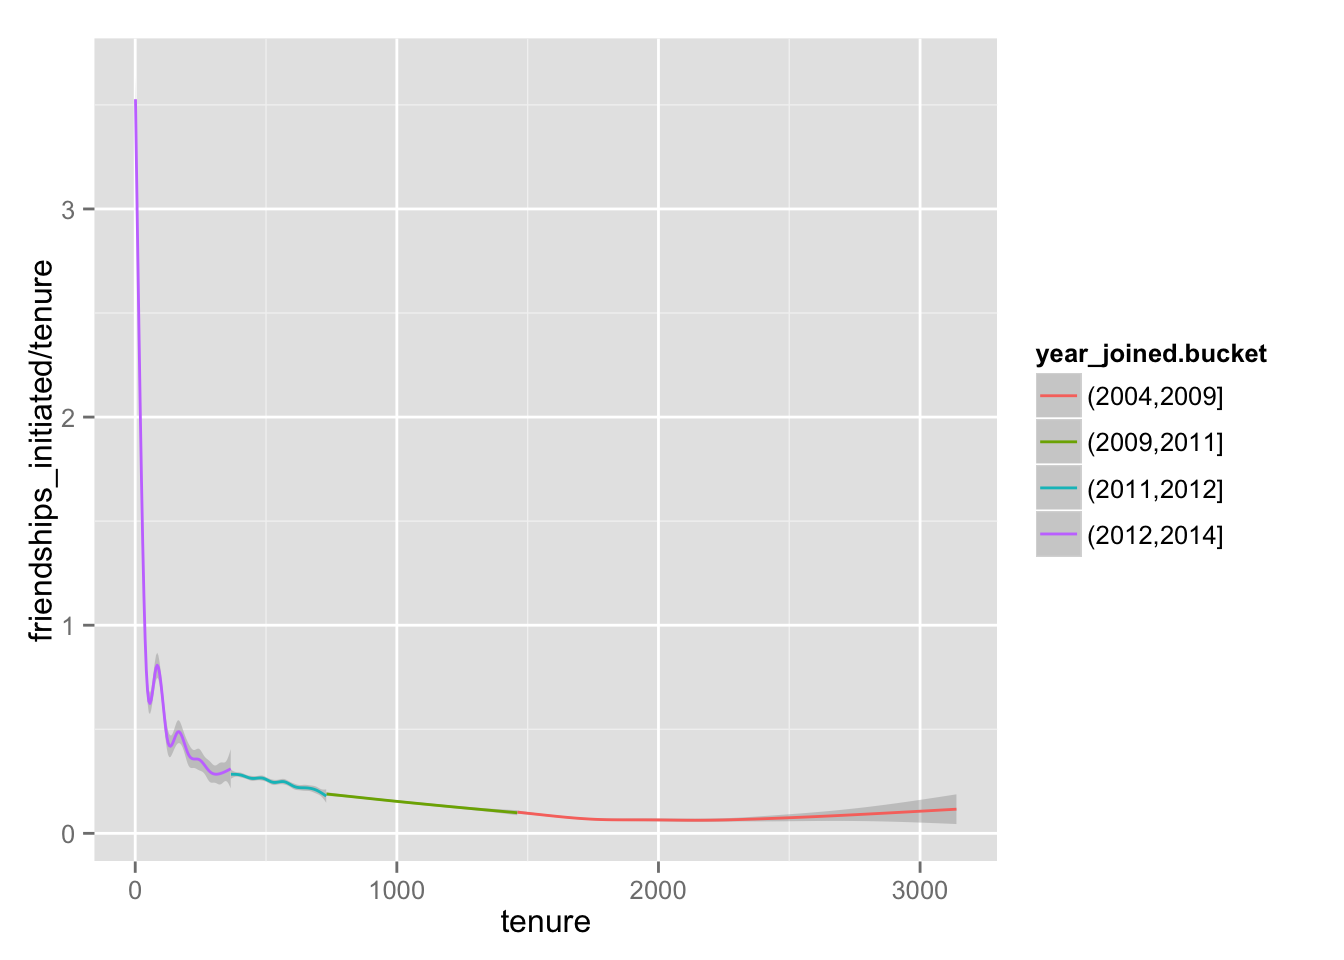 friendships_initiated/tenure
3
2
1
0
0 1000 2000 3000
tenure
year_joined.bucket
(2004,2009]
(2009,2011]
(2011,2012]
(2012,2014]